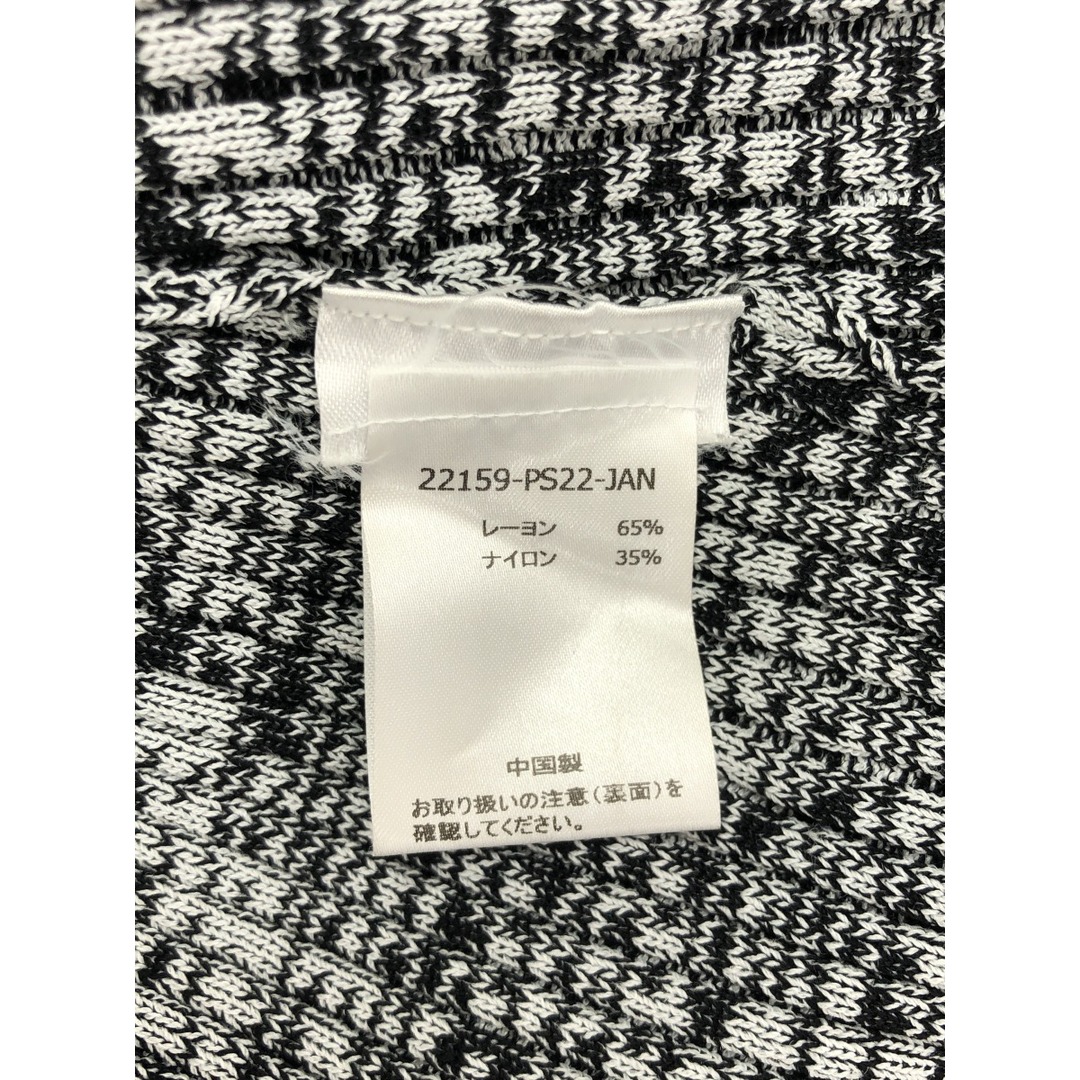 22159-PS22-JAN
レーヨン 65%
ナイロン 35%
中国製
お取り扱いの注意(裏面)を
確認してください。